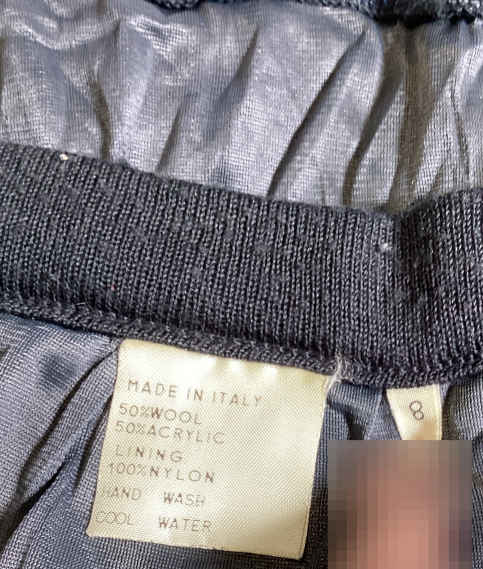 MADE IN ITALY
50%WOOL
50%ACRYLIC
LINING
100%NYLON
HAND WASH
COOL WATER
8